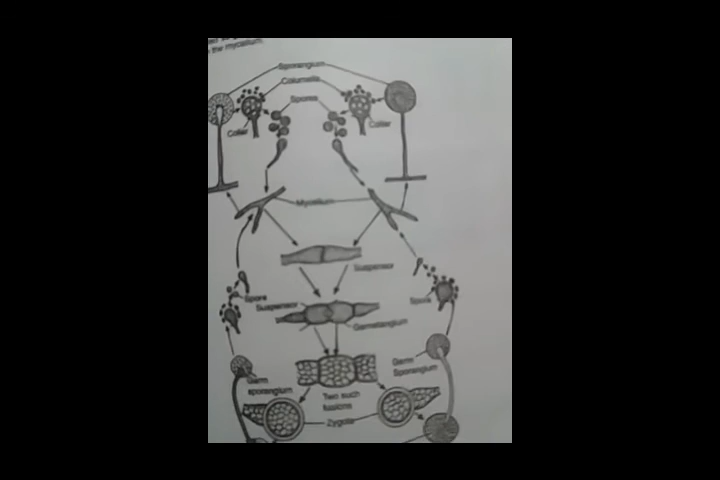 the mycelium.
Sporangium
Columella
Spores
Collar
Collar
Mycelium
Suspensor
Spore
Suspensor
Spore
Gametangium
Germ
Sporangium
Germ
sporangium
Two such
fusions
Zygote